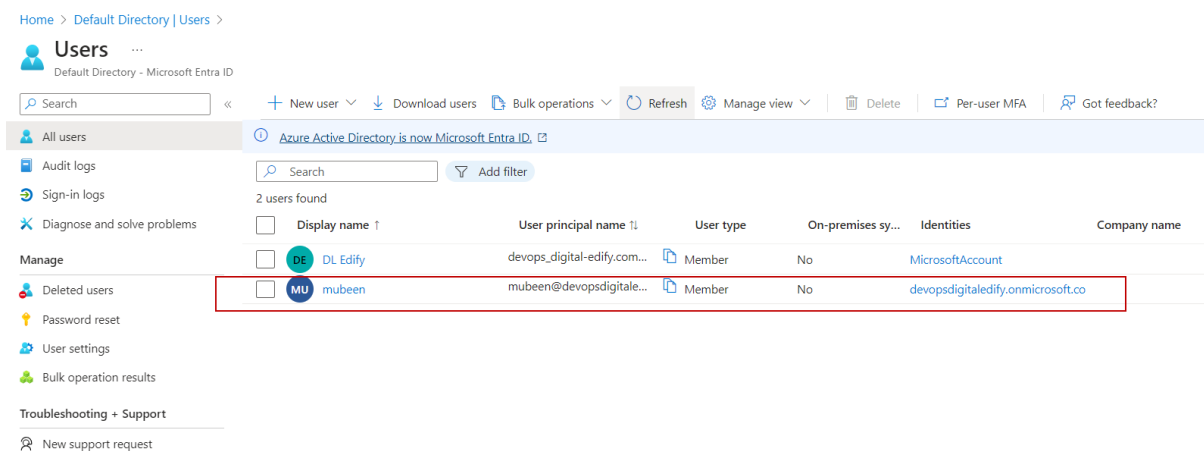 Home > Default Directory | Users >
Users ...
Default Directory - Microsoft Entra ID
Search «
All users
Audit logs
Sign-in logs
Diagnose and solve problems
Manage
Deleted users
Password reset
User settings
Bulk operation results
Troubleshooting + Support
New support request
New user Download users Bulk operations Refresh Manage view Delete Per-user MFA Got feedback?
Azure Active Directory is now Microsoft Entra ID.
Search Add filter
2 users found
Display name ↑ User principal name ↑↓ User type On-premises sy... Identities Company name
DE DL Edify devops_digital-edify.com... Member No MicrosoftAccount
MU mubeen mubeen@devopsdigitale... Member No devopsdigitaledify.onmicrosoft.co